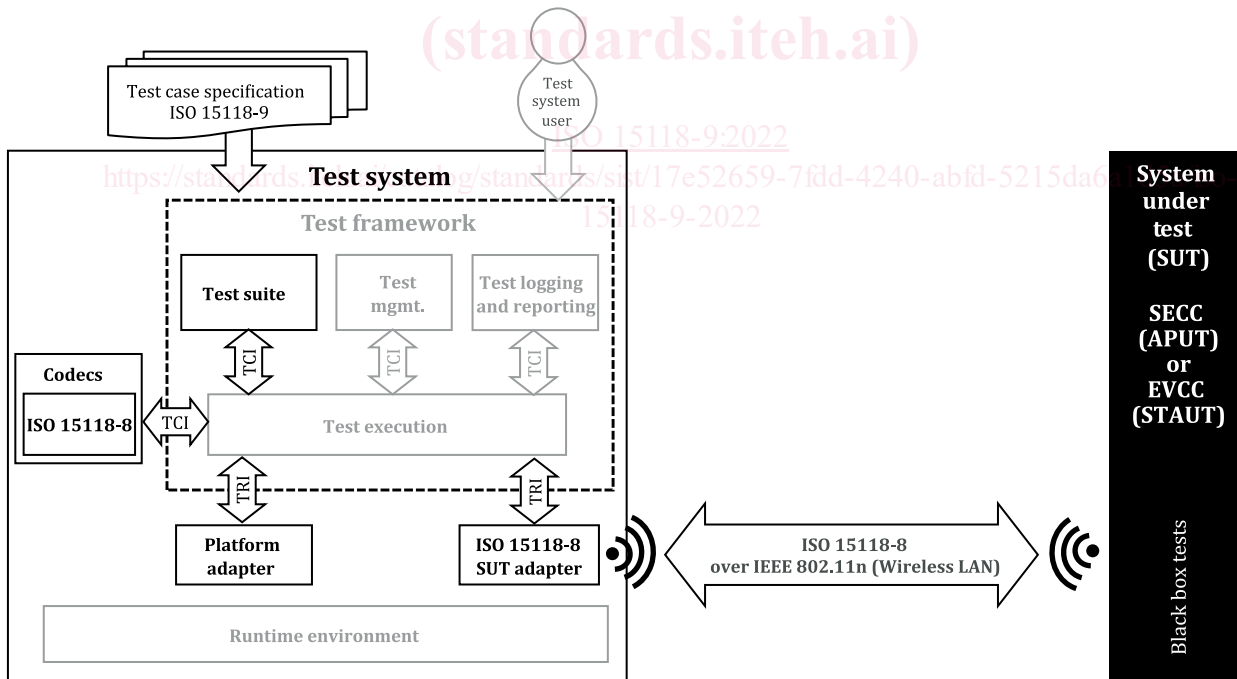 (standards.iteh.ai)
Test case specification
ISO 15118-9
Test
system
user
ISO 15118-9:2022
Test system
15118-9-2022
Test framework
Test suite
Test
mgmt.
Test logging
and reporting
TCI
TCI
TCI
Codecs
ISO 15118-8
TCI
Test execution
TRI
TRI
Platform
adapter
ISO 15118-8
SUT adapter
ISO 15118-8
over IEEE 802.11n (Wireless LAN)
Runtime environment
System
under
test
(SUT)
SECC
(APUT)
or
EVCC
(STAUT)
Black box tests